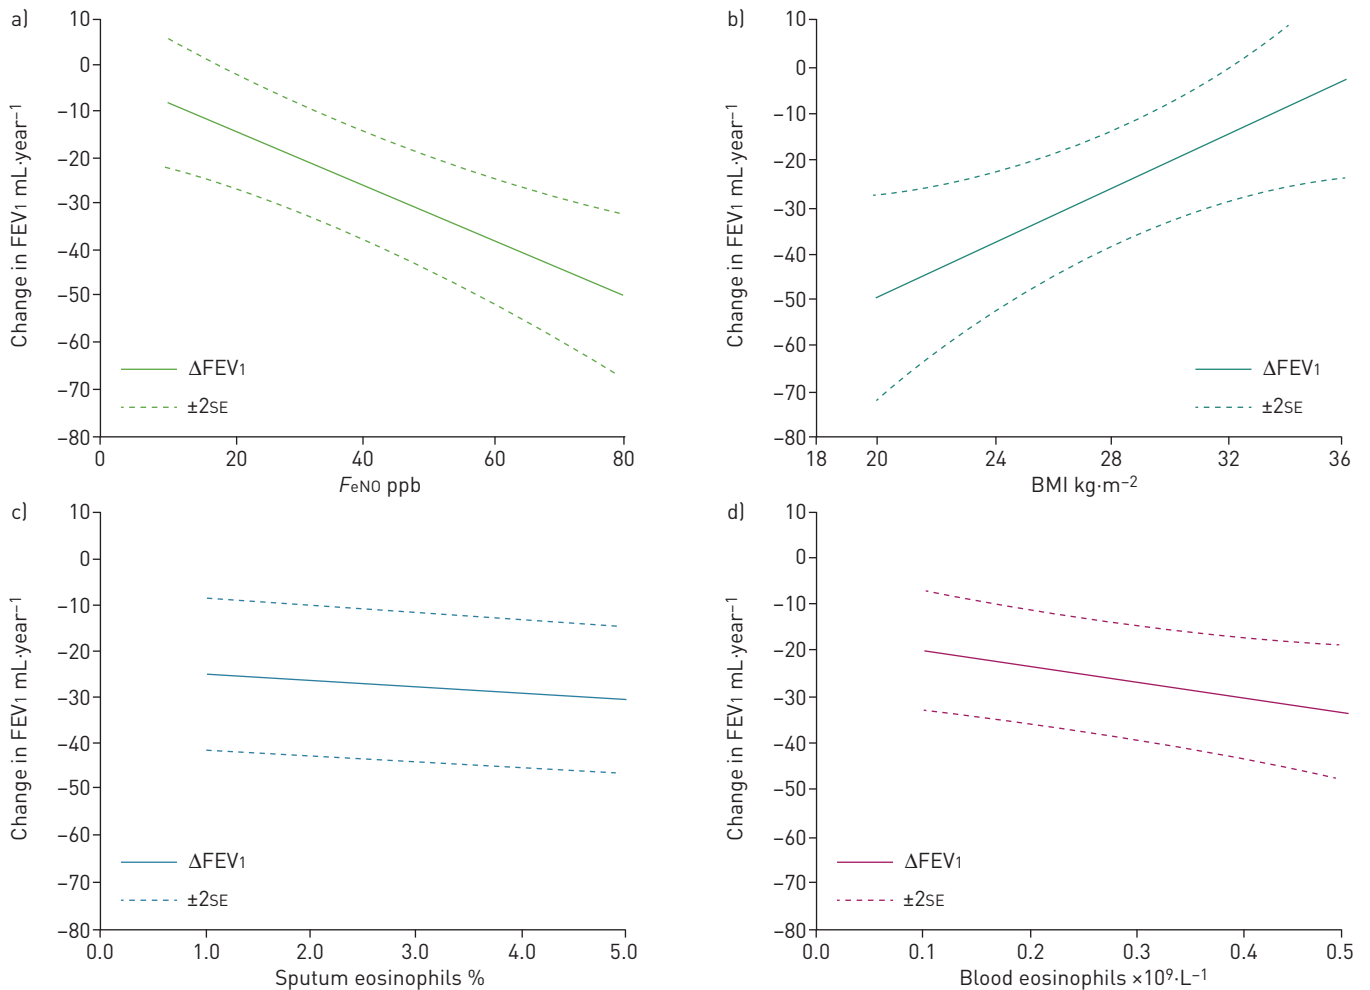 a)
10
0
–10
–20
–30
–40
–50
–60
–70
–80
Change in FEV1 mL·year–1
ΔFEV1
±2SE
0 20 40 60 80
FeNO ppb
b)
10
0
–10
–20
–30
–40
–50
–60
–70
–80
Change in FEV1 mL·year–1
ΔFEV1
±2SE
18 20 24 28 32 36
BMI kg·m–2
c)
10
0
–10
–20
–30
–40
–50
–60
–70
–80
Change in FEV1 mL·year–1
ΔFEV1
±2SE
0.0 1.0 2.0 3.0 4.0 5.0
Sputum eosinophils %
d)
10
0
–10
–20
–30
–40
–50
–60
–70
–80
Change in FEV1 mL·year–1
ΔFEV1
±2SE
0.0 0.1 0.2 0.3 0.4 0.5
Blood eosinophils ×10⁹·L–1